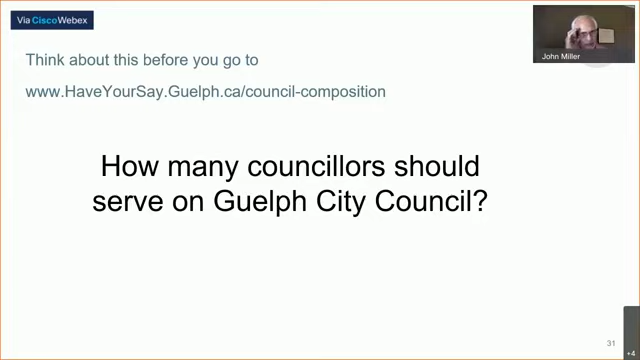 Via Cisco Webex
John Miller
Think about this before you go to
www.HaveYourSay.Guelph.ca/council-composition
How many councillors should
serve on Guelph City Council?
31
+4